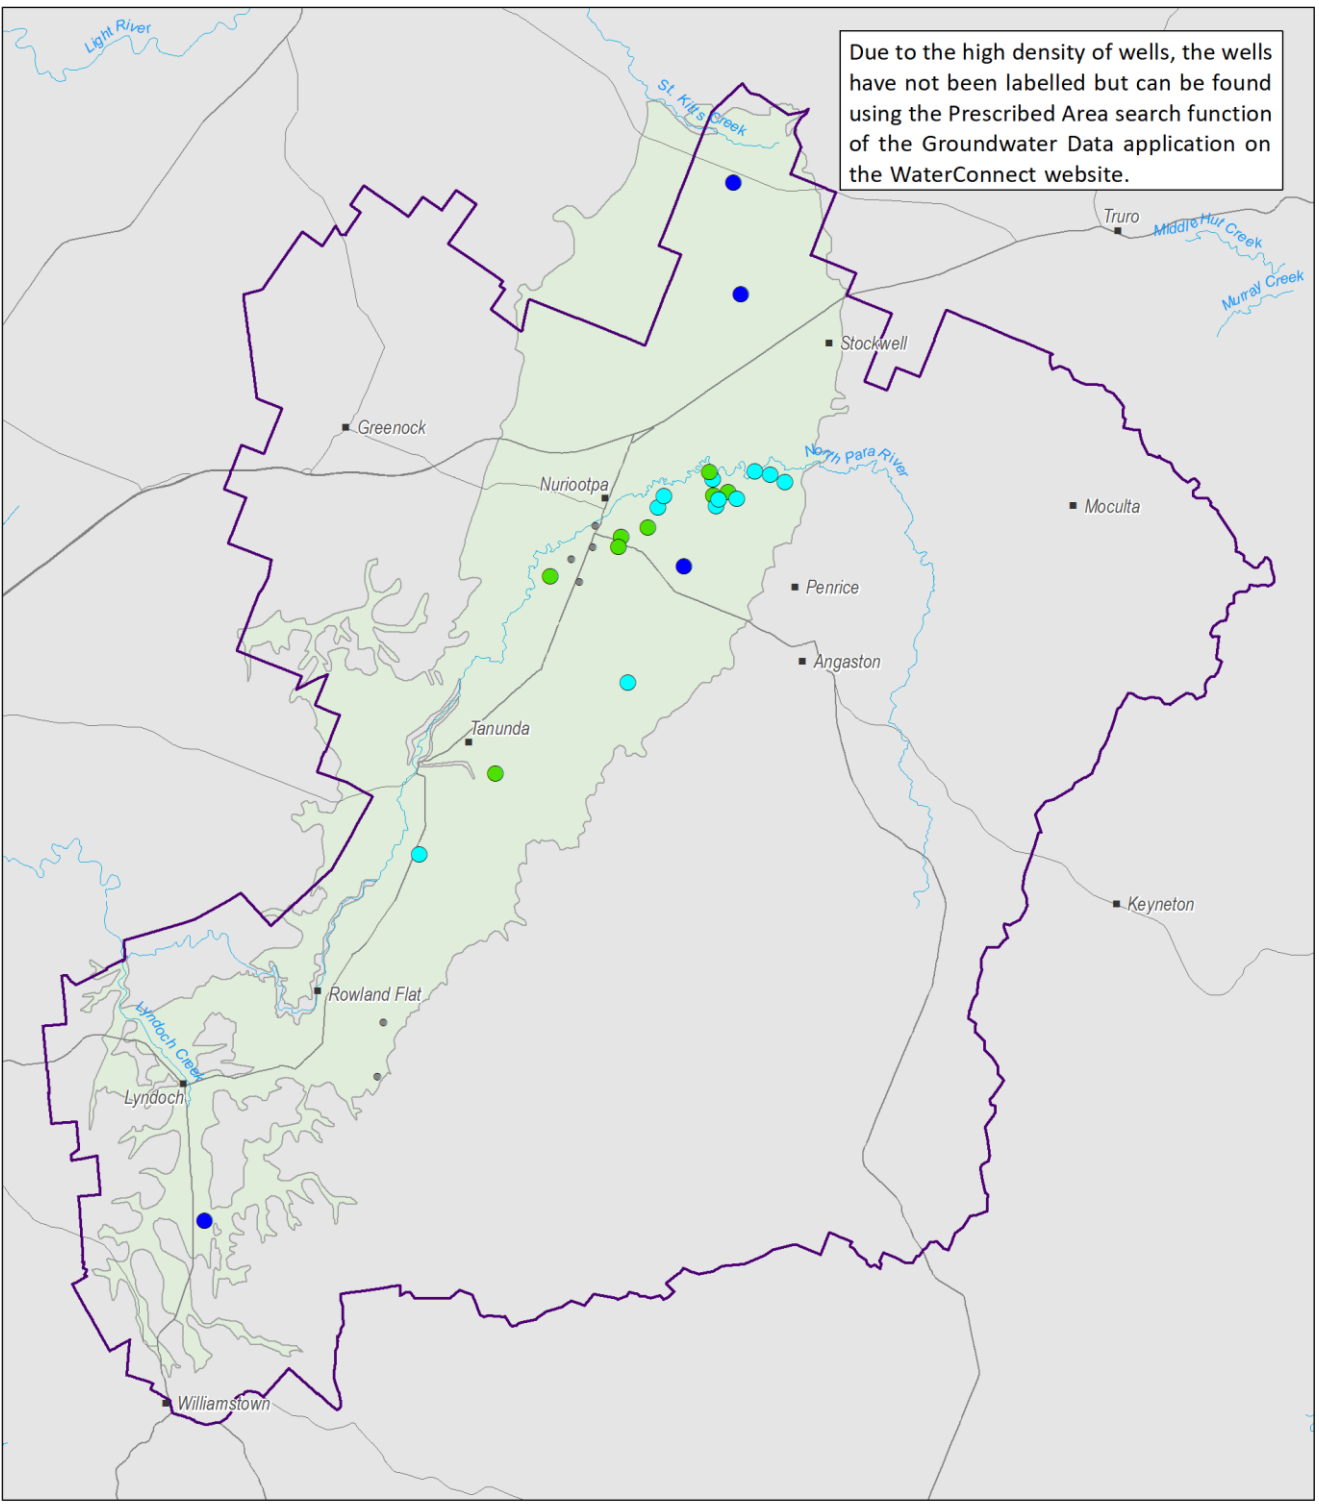 Light River
Due to the high density of wells, the wells
have not been labelled but can be found
using the Prescribed Area search function
of the Groundwater Data application on
the WaterConnect website.
St. Kitts Creek
Truro
Middle Hut Creek
Murray Creek
Stockwell
Greenock
North Para River
Nuriootpa
Moculta
Penrice
Angaston
Tanunda
Keyneton
Rowland Flat
Lyndoch Creek
Lyndoch
Williamstown